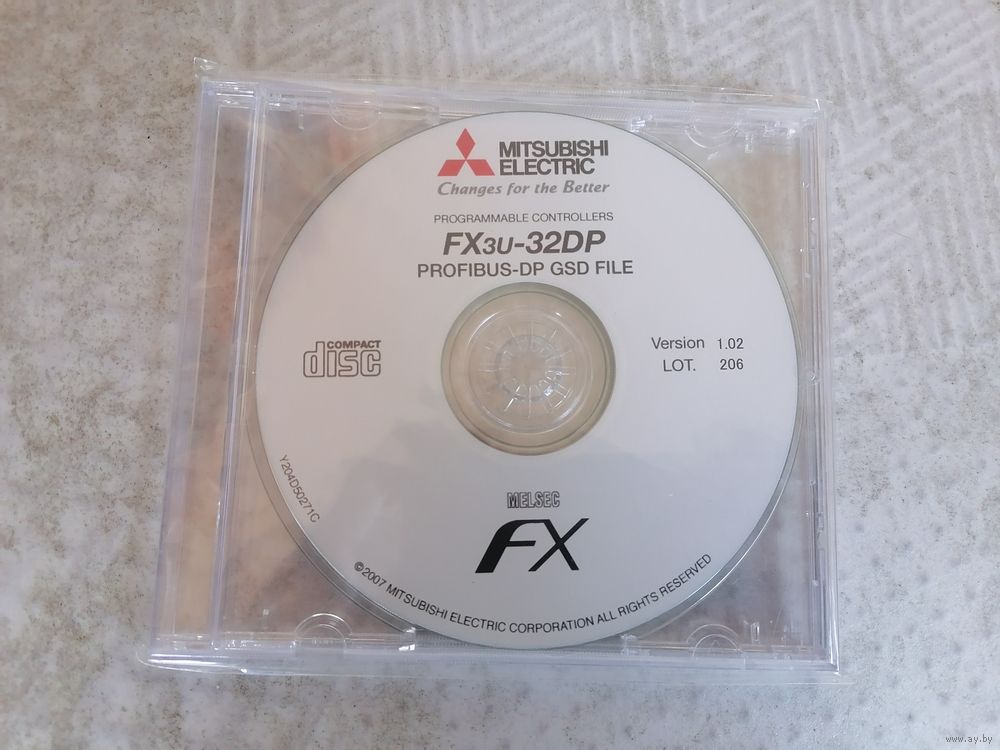 MITSUBISHI
ELECTRIC
Changes for the Better
PROGRAMMABLE CONTROLLERS
FX3U-32DP
PROFIBUS-DP GSD FILE
COMPACT
disc
Version 1.02
LOT. 206
Y204D50271C
MELSEC
FX
©2007 MITSUBISHI ELECTRIC CORPORATION ALL RIGHTS RESERVED
www.ay.by